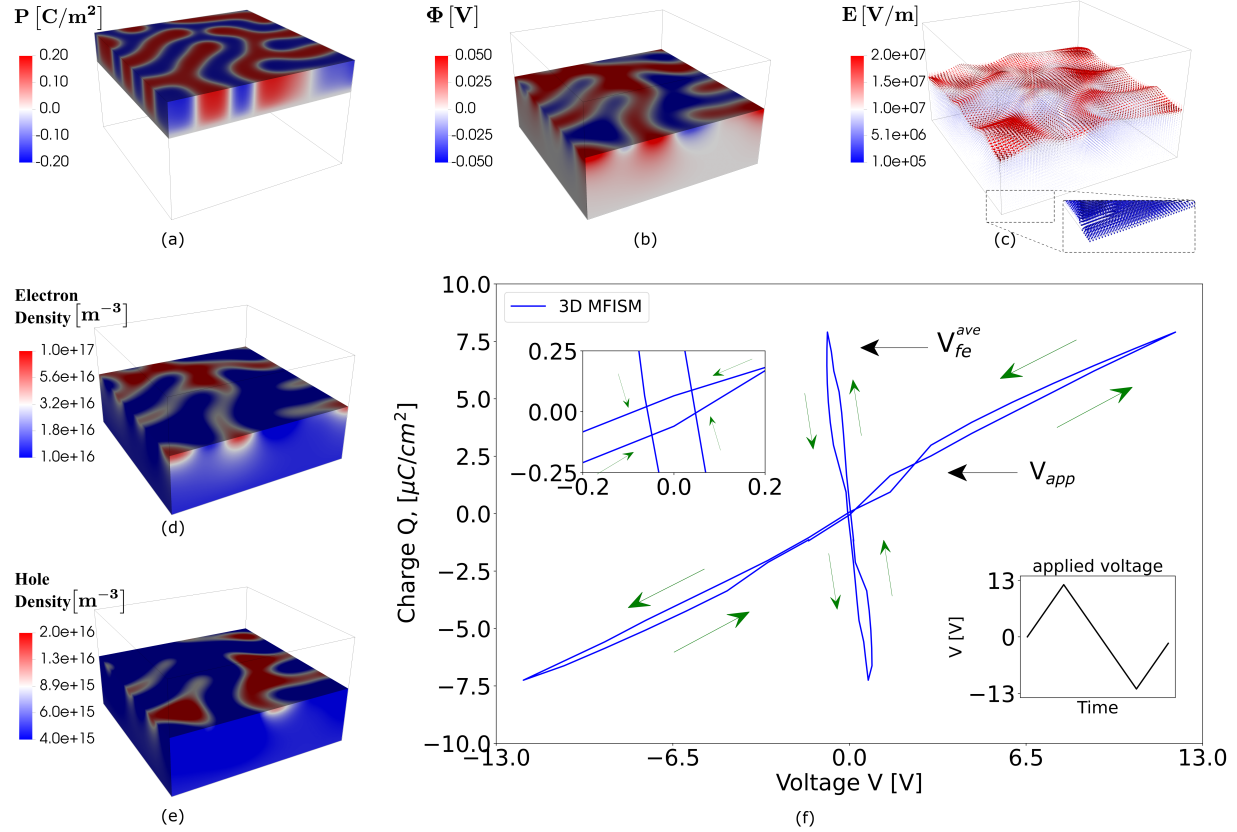 P [C/m²]
0.20
0.10
0.0
-0.10
-0.20
(a)
Φ [V]
0.050
0.025
0.0
-0.025
-0.050
(b)
E [V/m]
2.0e+07
1.5e+07
1.0e+07
5.1e+06
1.0e+05
(c)
Electron
Density [m⁻³]
1.0e+17
5.6e+16
3.2e+16
1.8e+16
1.0e+16
(d)
Hole
Density [m⁻³]
2.0e+16
1.3e+16
8.9e+15
6.0e+15
4.0e+15
(e)
10.0
7.5
5.0
2.5
0.0
−2.5
−5.0
−7.5
−10.0
Charge Q, [μC/cm²]
3D MFISM
0.25
0.00
−0.25
−0.2
0.0
0.2
V_fe^ave
V_app
applied voltage
13
0
−13
V [V]
Time
−13.0
−6.5
0.0
6.5
13.0
Voltage V [V]
(f)